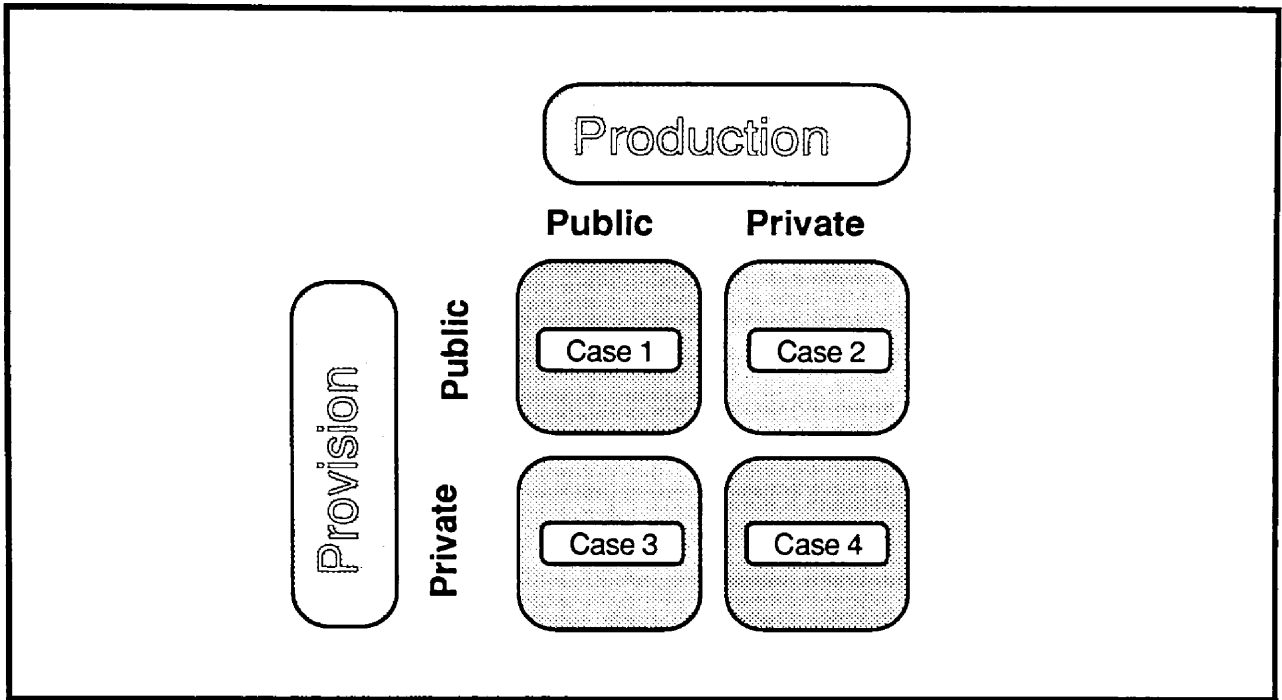 Production
Public Private
Provision
Public
Case 1 Case 2
Private
Case 3 Case 4